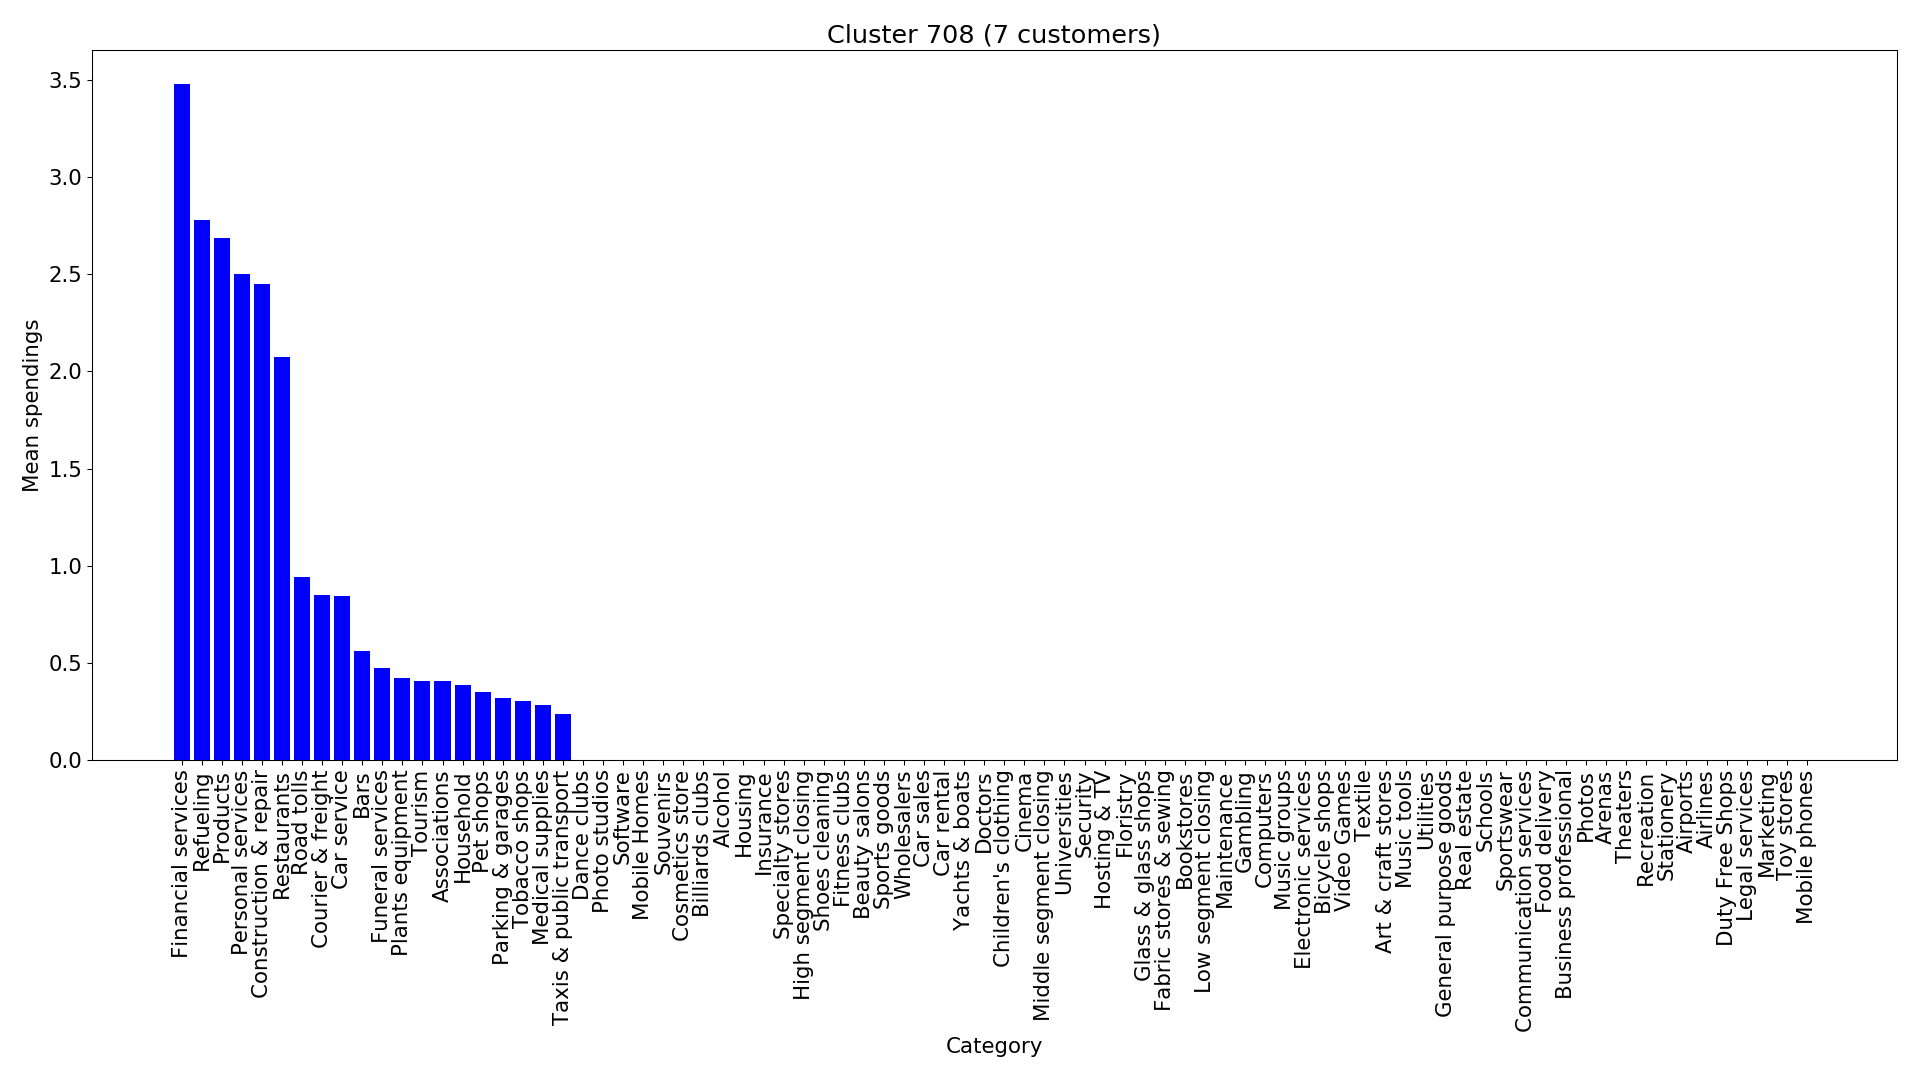 Cluster 708 (7 customers)
3.5
3.0
2.5
2.0
1.5
1.0
0.5
0.0
Mean spendings
Financial services
Refueling
Products
Personal services
Construction & repair
Restaurants
Road tolls
Courier & freight
Car service
Bars
Funeral services
Plants equipment
Tourism
Associations
Household
Pet shops
Parking & garages
Tobacco shops
Medical supplies
Taxis & public transport
Dance clubs
Photo studios
Software
Mobile Homes
Souvenirs
Cosmetics store
Billiards clubs
Alcohol
Housing
Insurance
Specialty stores
High segment closing
Shoes cleaning
Fitness clubs
Beauty salons
Sports goods
Wholesalers
Car sales
Car rental
Yachts & boats
Doctors
Children's clothing
Cinema
Middle segment closing
Universities
Security
Hosting & TV
Floristry
Glass & glass shops
Fabric stores & sewing
Bookstores
Low segment closing
Maintenance
Gambling
Computers
Music groups
Electronic services
Bicycle shops
Video Games
Textile
Art & craft stores
Music tools
Utilities
General purpose goods
Real estate
Schools
Sportswear
Communication services
Food delivery
Business professional
Photos
Arenas
Theaters
Recreation
Stationery
Airports
Airlines
Duty Free Shops
Legal services
Marketing
Toy stores
Mobile phones
Category